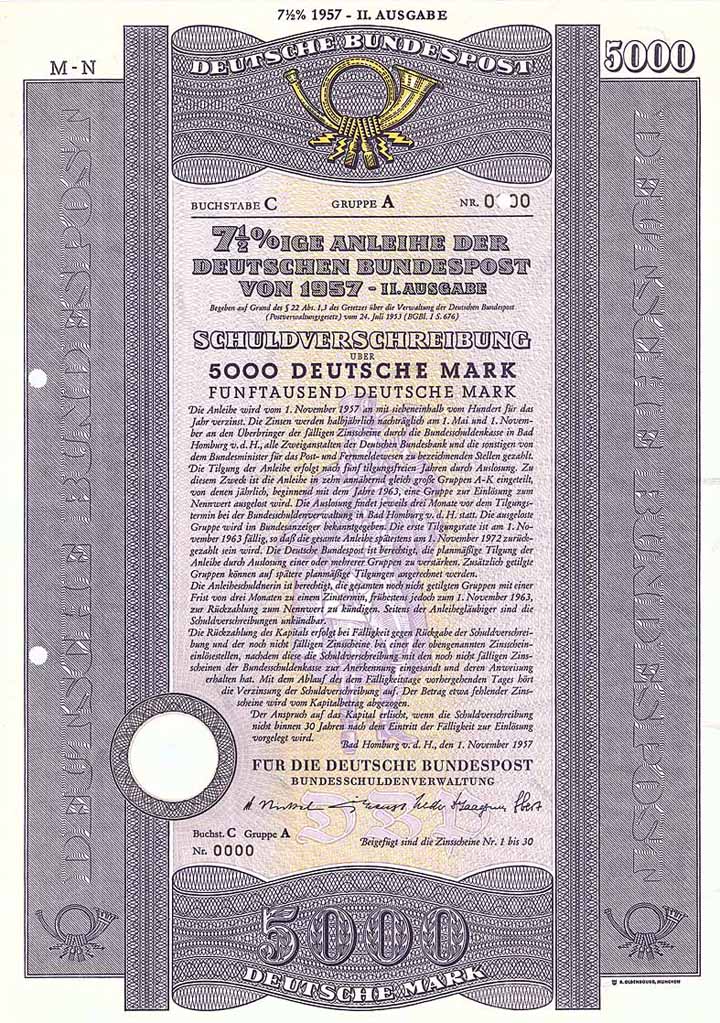 7½% 1957 - II. AUSGABE
M-N
5000
DEUTSCHE BUNDESPOST
BUCHSTABE C GRUPPE A NR. 0 00
7½%IGE ANLEIHE DER
DEUTSCHEN BUNDESPOST
VON 1957 - II. AUSGABE
Begeben auf Grund des § 22 Abs. 1,3 des Gesetzes über die Verwaltung der Deutschen Bundespost
(Postverwaltungsgesetz) vom 24. Juli 1953 (BGBl. I S. 676)
SCHULDVERSCHREIBUNG
ÜBER
5000 DEUTSCHE MARK
FÜNFTAUSEND DEUTSCHE MARK
Die Anleihe wird vom 1. November 1957 an mit siebeneinhalb vom Hundert für das
Jahr verzinst. Die Zinsen werden halbjährlich nachträglich am 1. Mai und 1. Novem-
ber an den Überbringer der fälligen Zinsscheine durch die Bundesschuldenkasse in Bad
Homburg v. d. H., alle Zweiganstalten der Deutschen Bundesbank und die sonstigen von
dem Bundesminister für das Post- und Fernmeldewesen zu bezeichnenden Stellen gezahlt.
Die Tilgung der Anleihe erfolgt nach fünf tilgungsfreien Jahren durch Auslosung. Zu
diesem Zweck ist die Anleihe in zehn annähernd gleich große Gruppen A-K eingeteilt,
von denen jährlich, beginnend mit dem Jahre 1963, eine Gruppe zur Einlösung zum
Nennwert ausgelost wird. Die Auslosung findet jeweils drei Monate vor dem Tilgungs-
termin bei der Bundesschuldenverwaltung in Bad Homburg v. d. H. statt. Die ausgeloste
Gruppe wird im Bundesanzeiger bekanntgegeben. Die erste Tilgungsrate ist am 1. No-
vember 1963 fällig, so daß die gesamte Anleihe spätestens am 1. November 1972 zurück-
gezahlt sein wird. Die Deutsche Bundespost ist berechtigt, die planmäßige Tilgung der
Anleihe durch Auslosung einer oder mehrerer Gruppen zu verstärken. Zusätzlich getilgte
Gruppen können auf spätere planmäßige Tilgungen angerechnet werden.
Die Anleiheschuldnerin ist berechtigt, die gesamten noch nicht getilgten Gruppen mit einer
Frist von drei Monaten zu einem Zinstermin, frühestens jedoch zum 1. November 1963,
zur Rückzahlung zum Nennwert zu kündigen. Seitens der Anleihegläubiger sind die
Schuldverschreibungen unkündbar.
Die Rückzahlung des Kapitals erfolgt bei Fälligkeit gegen Rückgabe der Schuldverschrei-
bung und der noch nicht fälligen Zinsscheine bei einer der obengenannten Zinsschein-
einlösestellen, nachdem diese die Schuldverschreibung mit den noch nicht fälligen Zins-
scheinen der Bundesschuldenkasse zur Anerkennung eingesandt und deren Anweisung
erhalten hat. Mit dem Ablauf des dem Fälligkeitstage vorhergehenden Tages hört
die Verzinsung der Schuldverschreibung auf. Der Betrag etwa fehlender Zins-
scheine wird vom Kapitalbetrag abgezogen.
Der Anspruch auf das Kapital erlischt, wenn die Schuldverschreibung
nicht binnen 30 Jahren nach dem Eintritt der Fälligkeit zur Einlösung
vorgelegt wird.
Bad Homburg v. d. H., den 1. November 1957
FÜR DIE DEUTSCHE BUNDESPOST
BUNDESSCHULDENVERWALTUNG
DBP
Buchst. C Gruppe A
Nr. 0000
Beigefügt sind die Zinsscheine Nr. 1 bis 30
5000
DEUTSCHE MARK
DEUTSCHE BUNDESPOST
DEUTSCHE BUNDESPOST
R. OLDENBOURG, MÜNCHEN